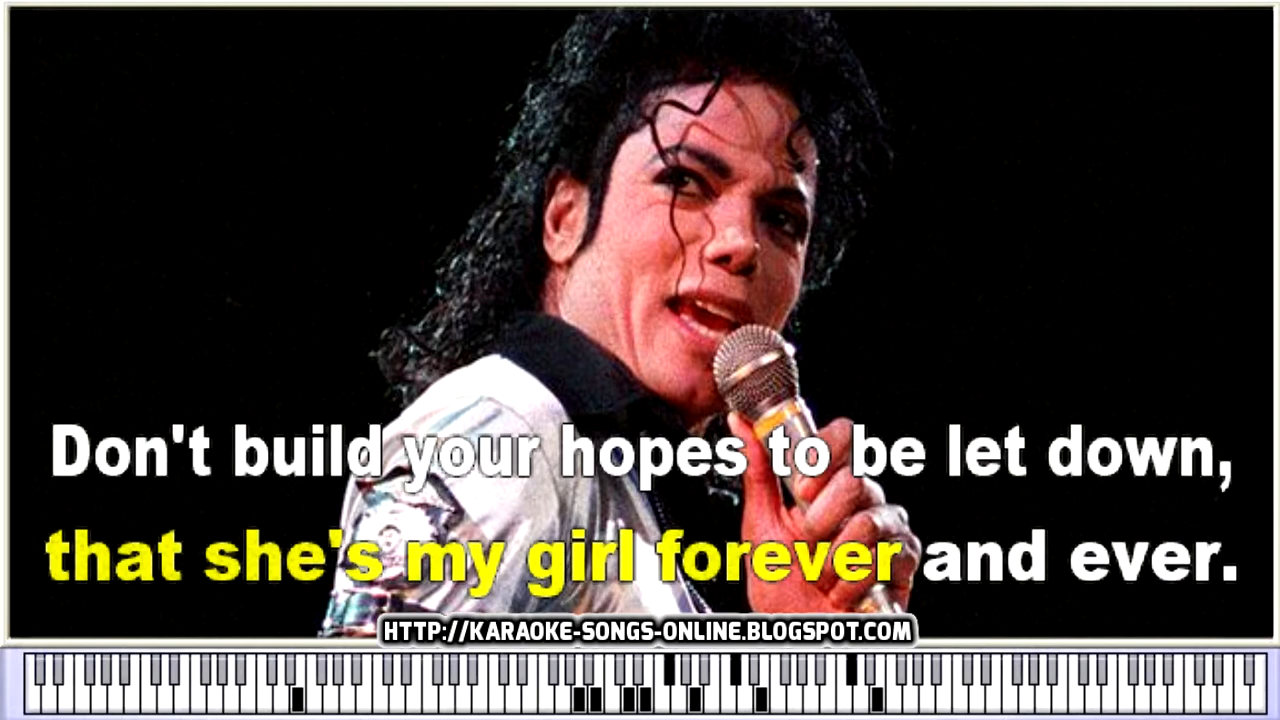 Don't build your hopes to be let down,
that she's my girl forever and ever.
HTTP://KARAOKE-SONGS-ONLINE.BLOGSPOT.COM